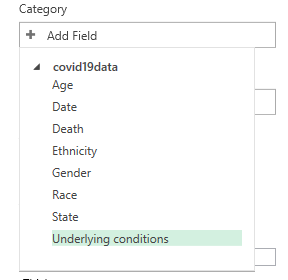 Category
Add Field
covid19data
Age
Date
Death
Ethnicity
Gender
Race
State
Underlying conditions